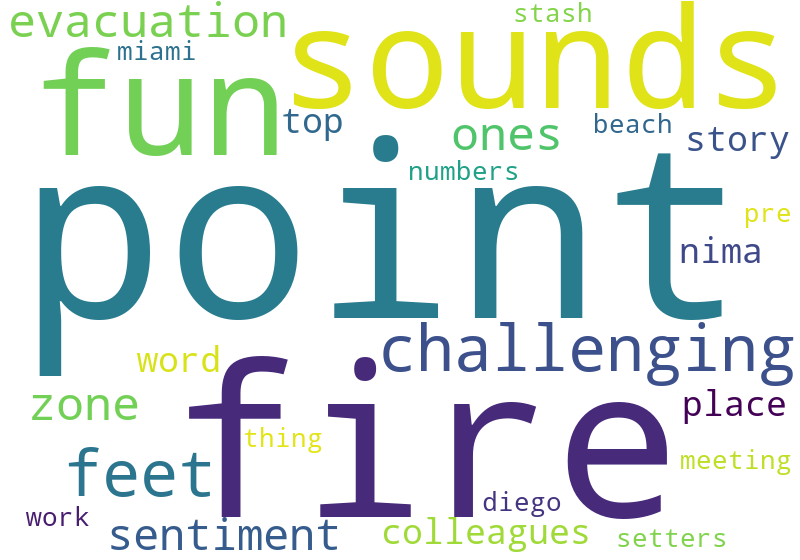 stash
evacuation
sounds
miami
fun
top
beach
ones
story
numbers
point
pre
nima
challenging
word
fire
zone
place
thing
feet
meeting
diego
work
sentiment
colleagues
setters